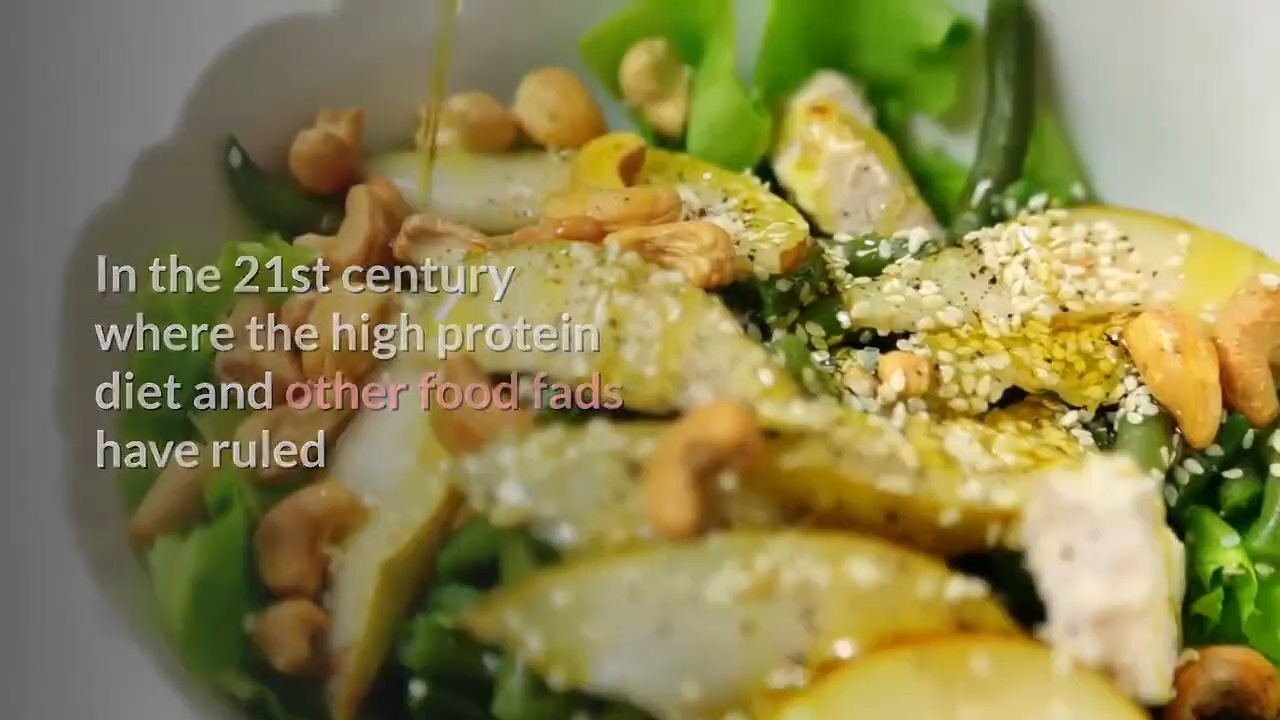 In the 21st century
where the high protein
diet and other food fads
have ruled